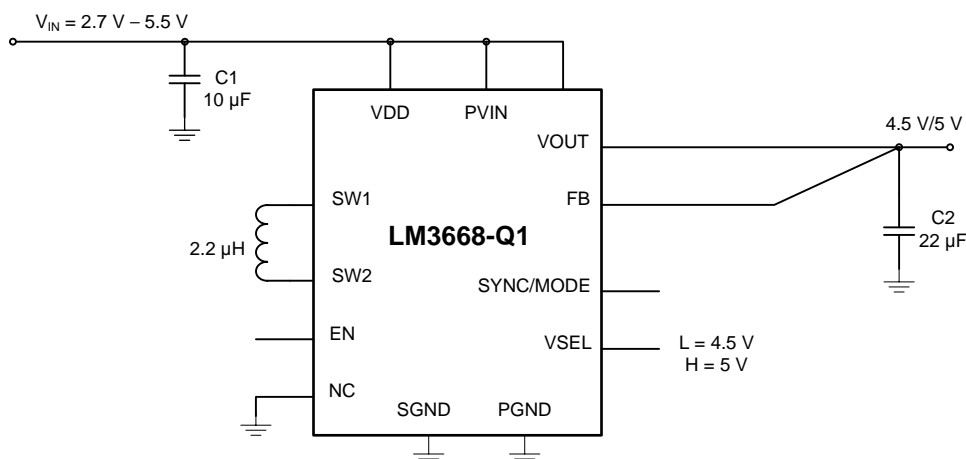 V_IN = 2.7 V – 5.5 V
C1
10 µF
VDD
PVIN
VOUT
4.5 V/5 V
SW1
FB
LM3668-Q1
C2
22 µF
2.2 µH
SW2
SYNC/MODE
EN
VSEL
L = 4.5 V
H = 5 V
NC
SGND
PGND